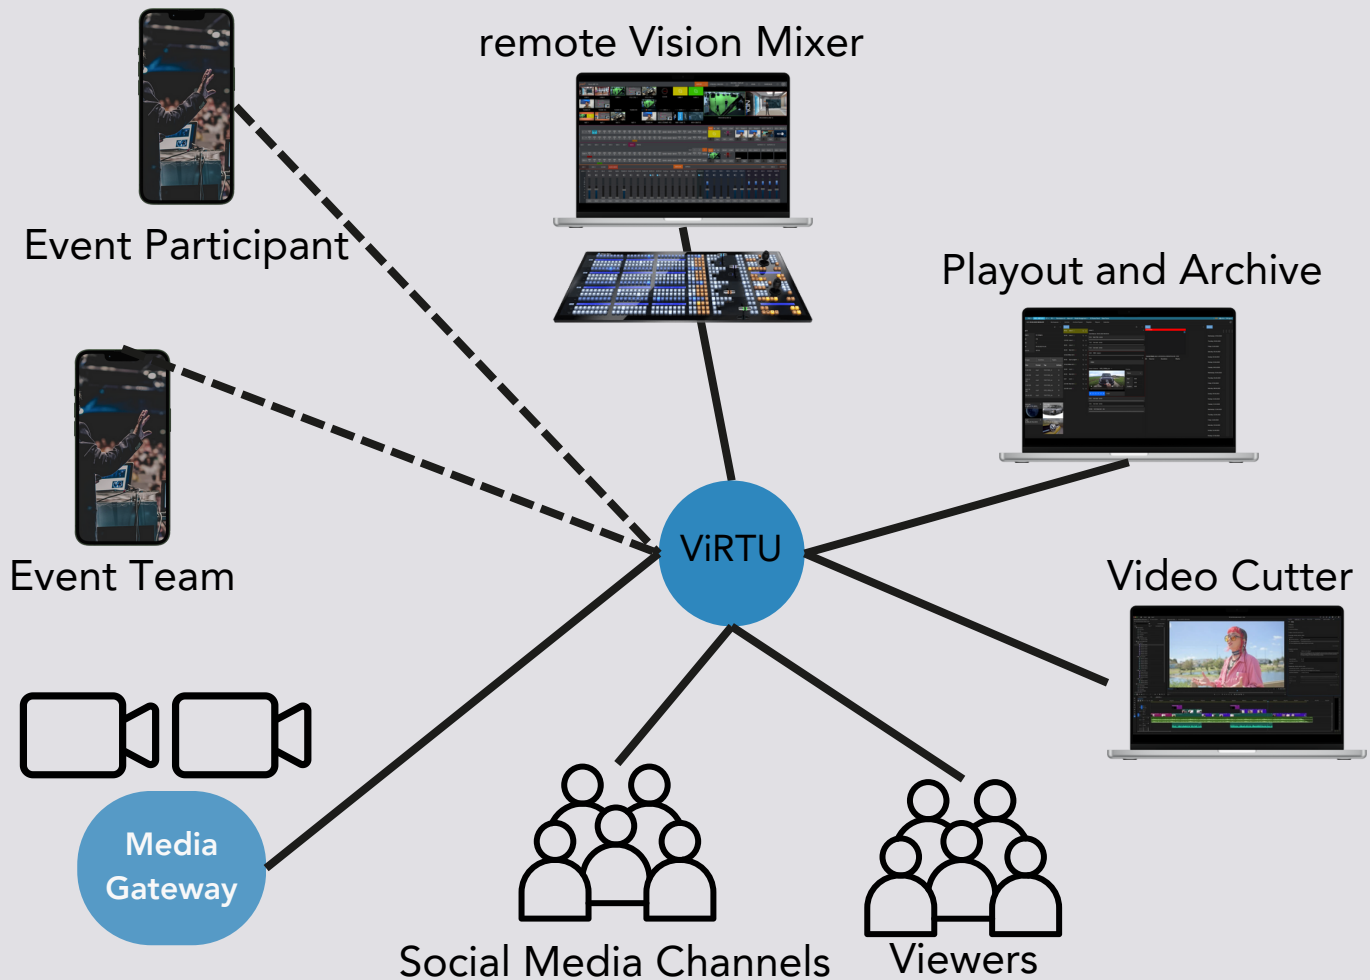 remote Vision Mixer
Event Participant
Playout and Archive
Event Team
ViRTU
Video Cutter
Media
Gateway
Social Media Channels
Viewers